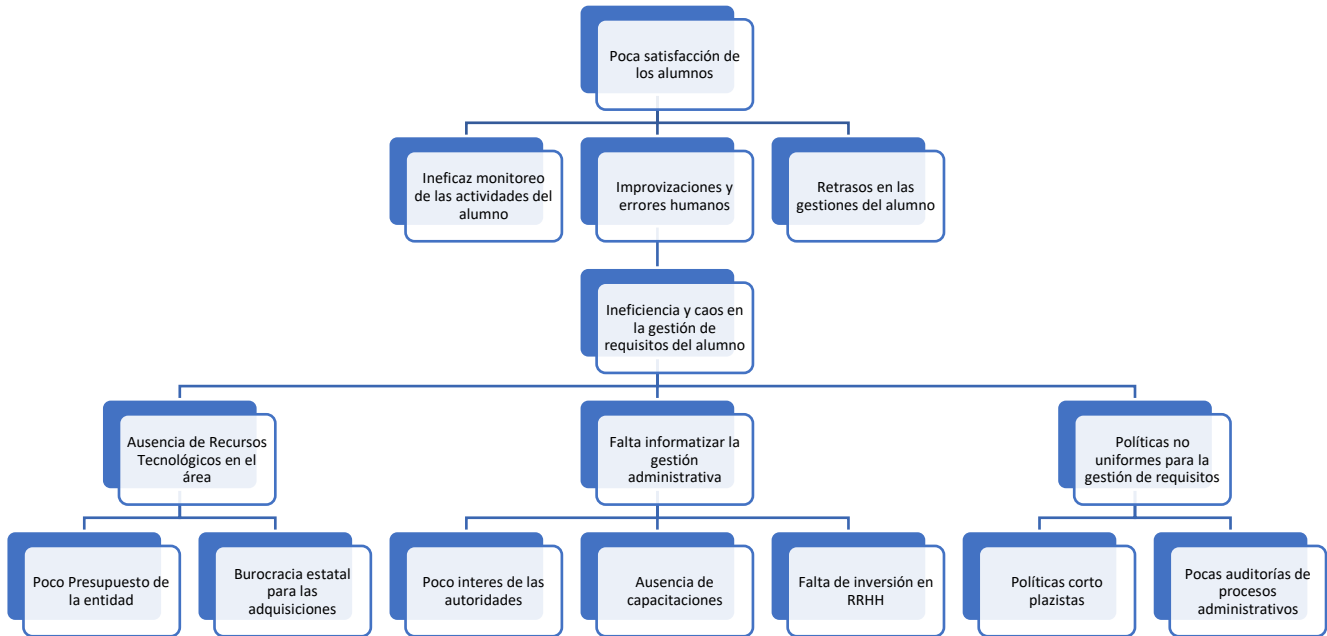 Poca satisfacción de
los alumnos
Ineficaz monitoreo
de las actividades del
alumno
Improvizaciones y
errores humanos
Retrasos en las
gestiones del alumno
Ineficiencia y caos en
la gestión de
requisitos del alumno
Ausencia de Recursos
Tecnológicos en el
área
Falta informatizar la
gestión
administrativa
Políticas no
uniformes para la
gestión de requisitos
Poco Presupuesto de
la entidad
Burocracia estatal
para las
adquisiciones
Poco interes de las
autoridades
Ausencia de
capacitaciones
Falta de inversión en
RRHH
Políticas corto
plazistas
Pocas auditorías de
procesos
administrativos